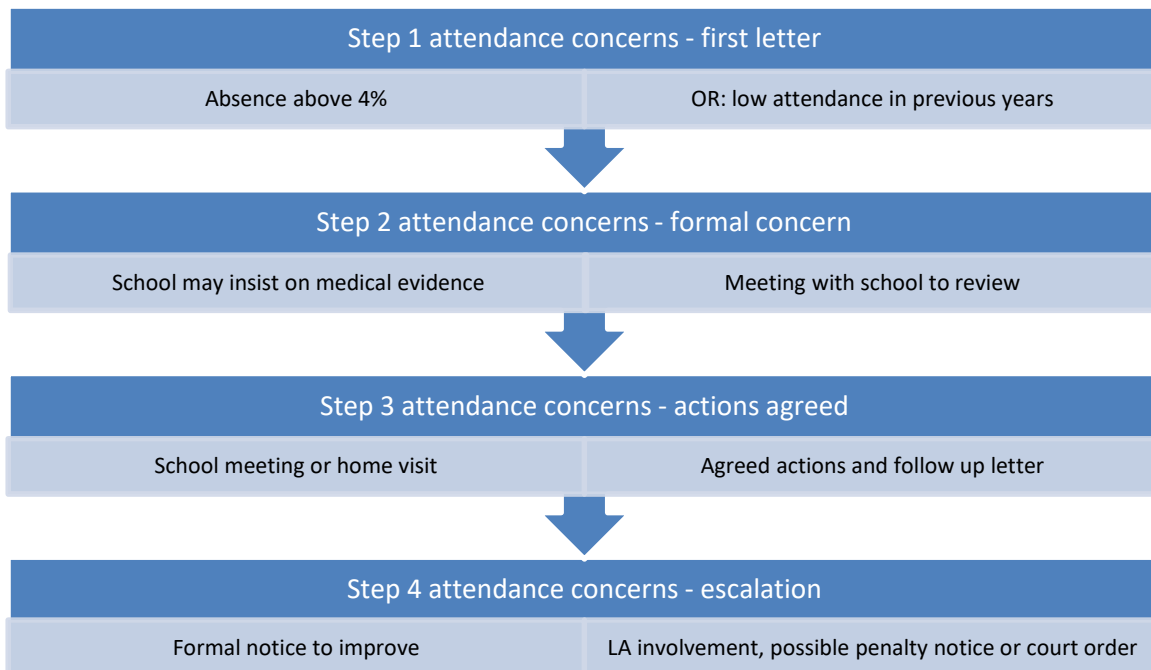 Step 1 attendance concerns - first letter
Absence above 4%
OR: low attendance in previous years
Step 2 attendance concerns - formal concern
School may insist on medical evidence
Meeting with school to review
Step 3 attendance concerns - actions agreed
School meeting or home visit
Agreed actions and follow up letter
Step 4 attendance concerns - escalation
Formal notice to improve
LA involvement, possible penalty notice or court order